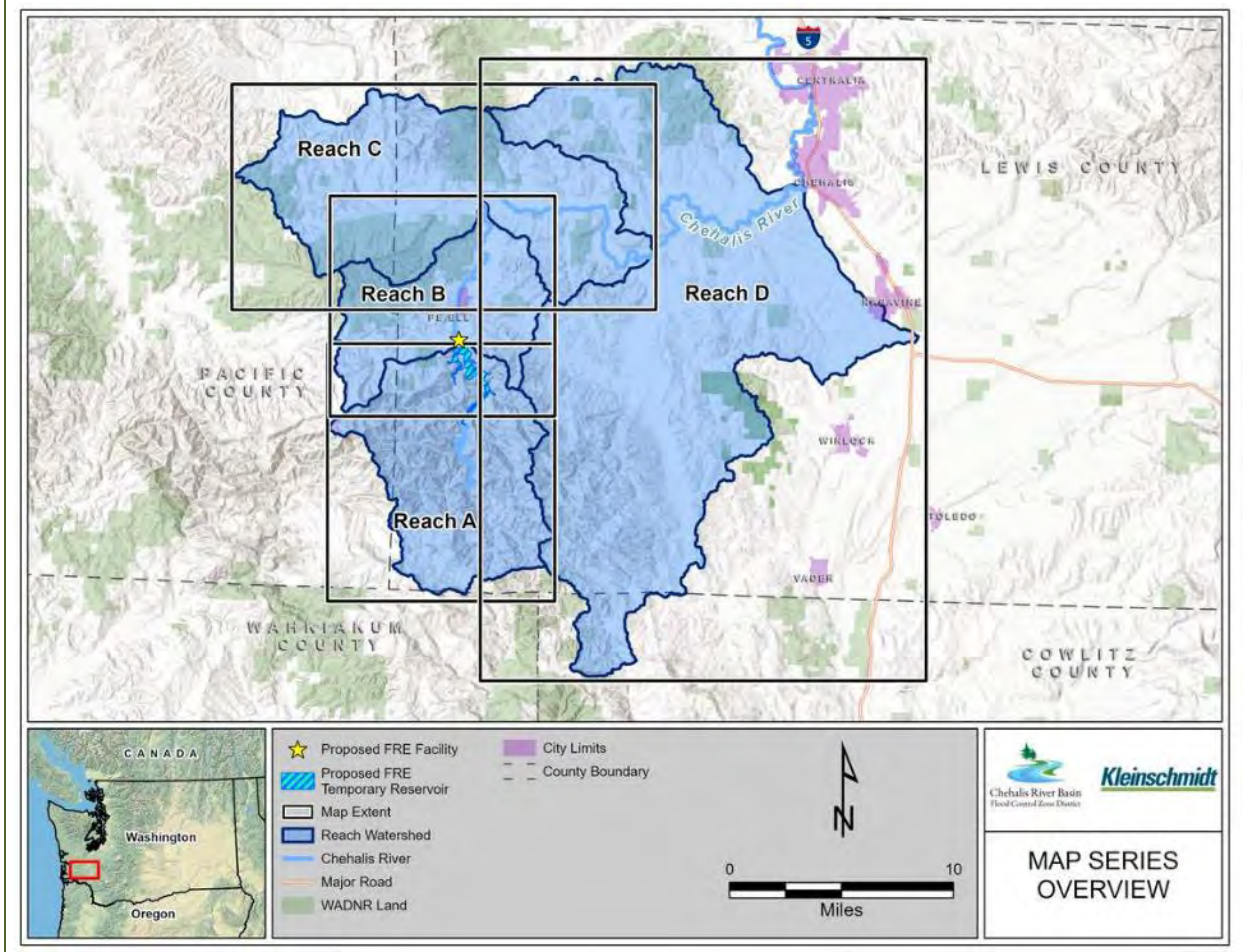 5
CENTRALIA
Reach C
LEWIS COUNTY
CHEHALIS
Chehalis River
Reach B
Reach D
NAPAVINE
PE ELL
PACIFIC
COUNTY
WINLOCK
Reach A
TOLEDO
VADER
WAHKIAKUM
COUNTY
COWLITZ
COUNTY
CANADA
Washington
Oregon
Proposed FRE Facility
Proposed FRE
Temporary Reservoir
Map Extent
Reach Watershed
Chehalis River
Major Road
WADNR Land
City Limits
County Boundary
N
0 10
Miles
Chehalis River Basin
Flood Control Zone District
Kleinschmidt
MAP SERIES
OVERVIEW